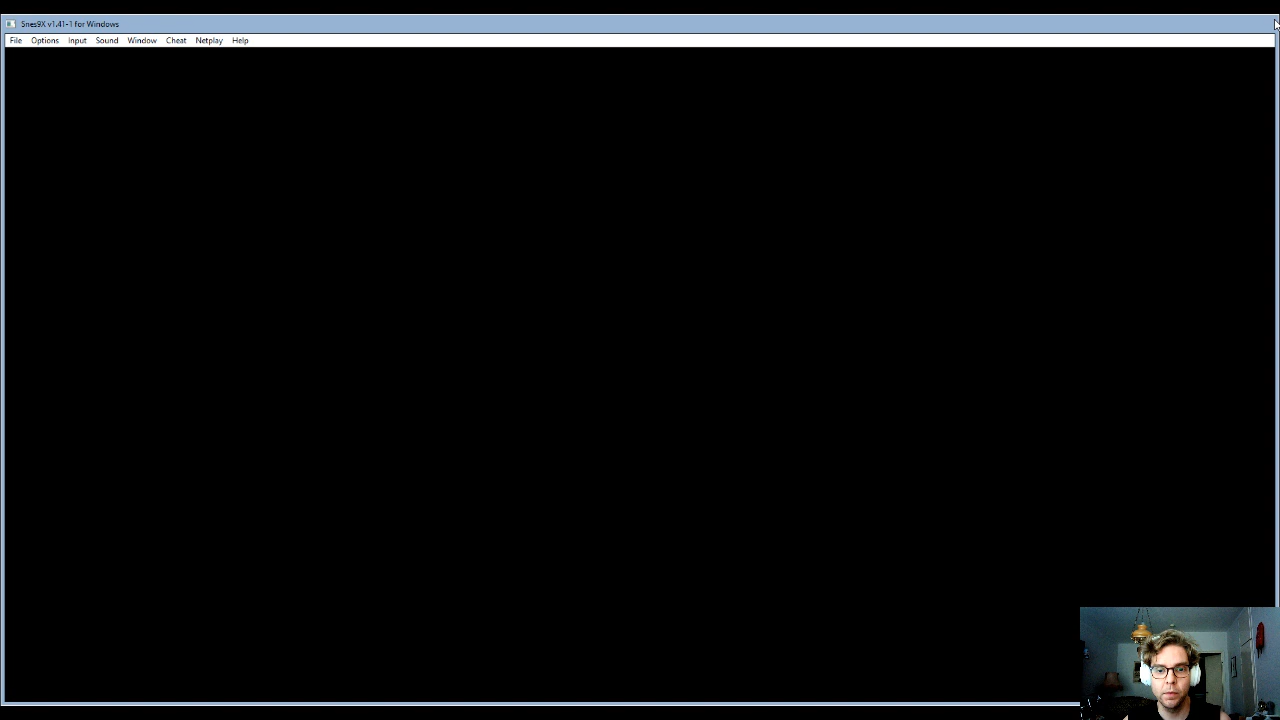 Snes9X v1.41-1 for Windows
File Options Input Sound Window Cheat Netplay Help